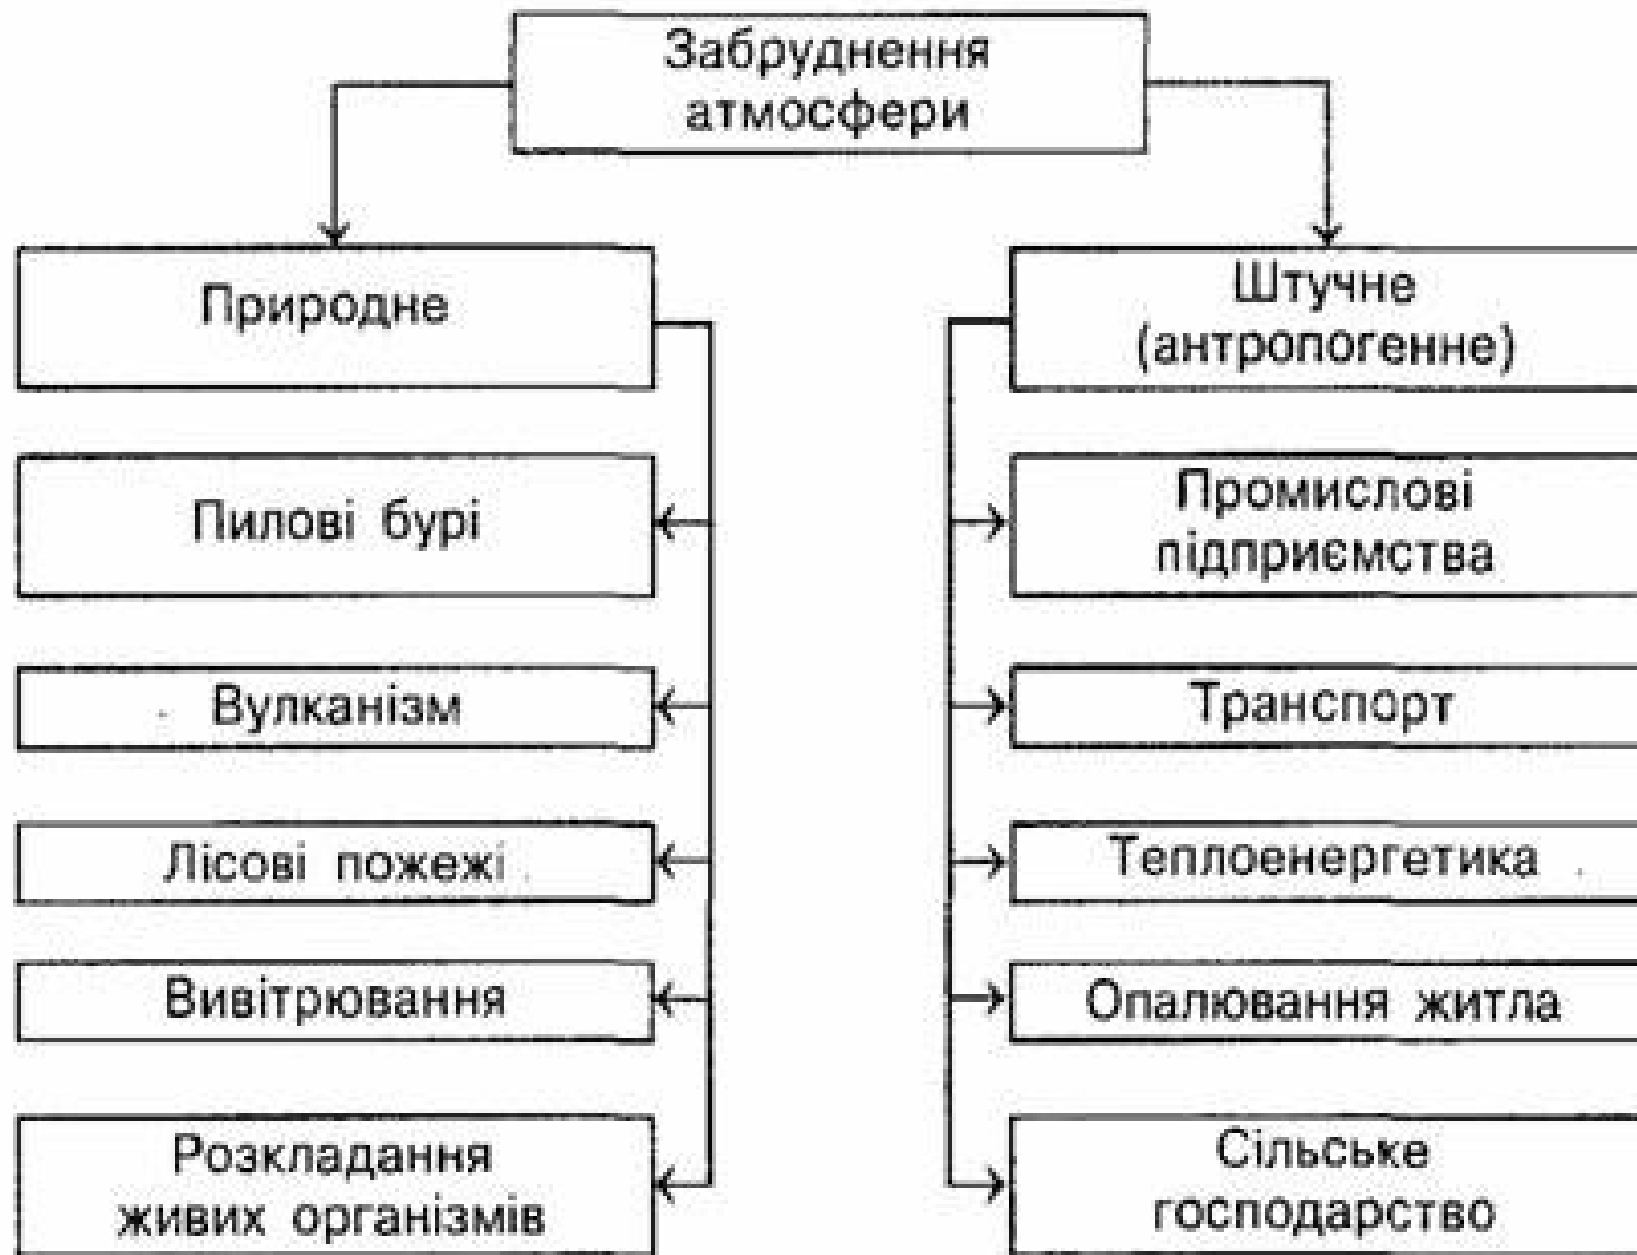 Забруднення
атмосфери
Природне
Штучне
(антропогенне)
Пилові бурі
Промислові
підприємства
Вулканізм
Транспорт
Лісові пожежі
Теплоенергетика
Вивітрювання
Опалювання житла
Розкладання
живих організмів
Сільське
господарство